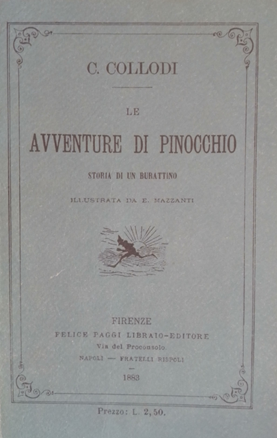 C. COLLODI
LE
AVVENTURE DI PINOCCHIO
STORIA DI UN BURATTINO
ILLUSTRATA DA E. MAZZANTI
FIRENZE
FELICE PAGGI LIBRAIO-EDITORE
Via del Proconsolo
NAPOLI — FRATELLI BISPOLI
1883
Prezzo: L. 2,50.